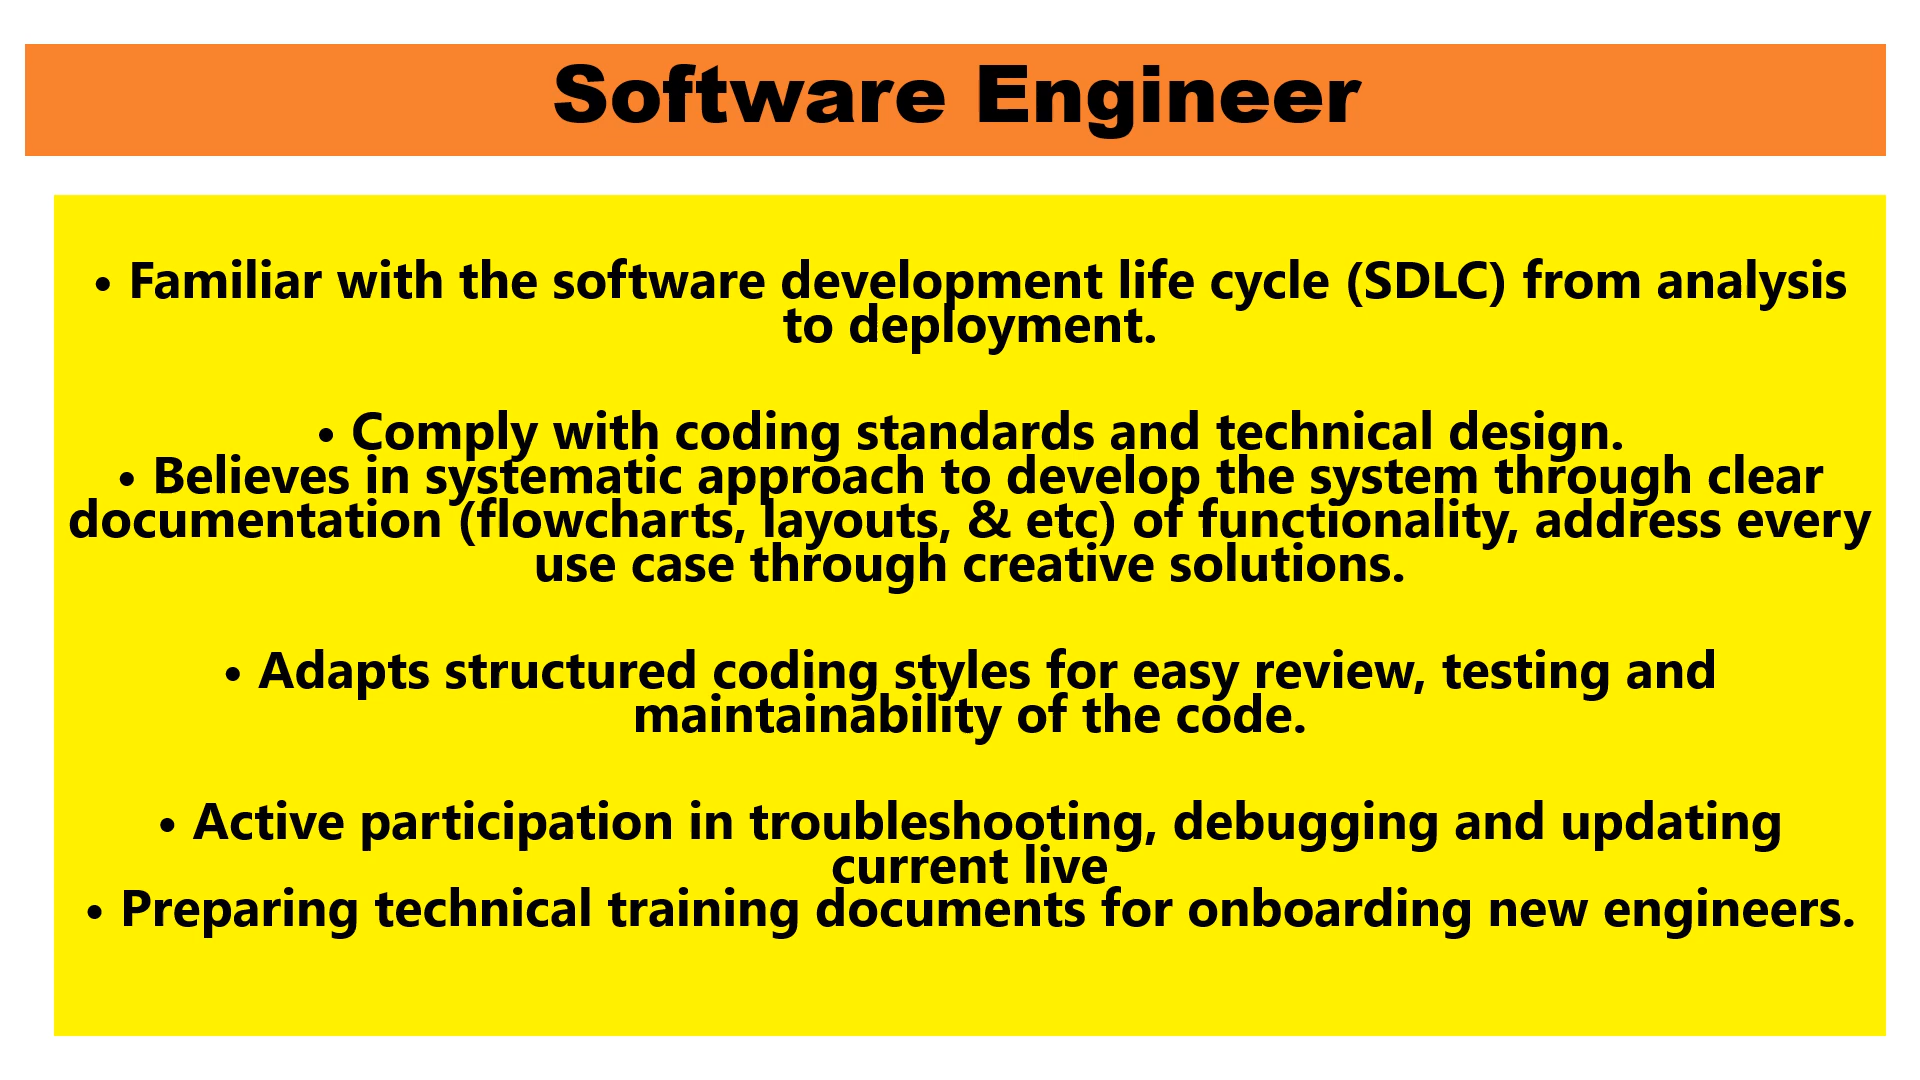 Software Engineer
• Familiar with the software development life cycle (SDLC) from analysis
to deployment.
• Comply with coding standards and technical design.
• Believes in systematic approach to develop the system through clear
documentation (flowcharts, layouts, & etc) of functionality, address every
use case through creative solutions.
• Adapts structured coding styles for easy review, testing and
maintainability of the code.
• Active participation in troubleshooting, debugging and updating
current live
• Preparing technical training documents for onboarding new engineers.